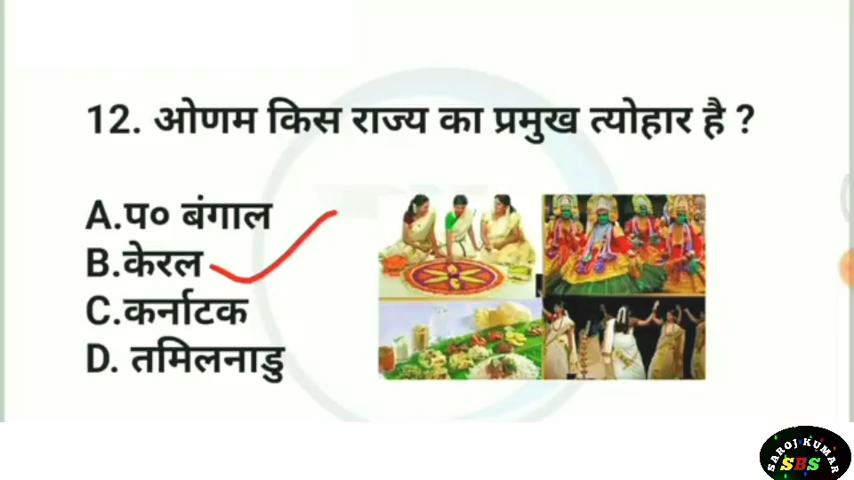 12. ओणम किस राज्य का प्रमुख त्योहार है ?
A.प० बंगाल
B.केरल
C.कर्नाटक
D. तमिलनाडु
SAROJ KUMAR
SBS